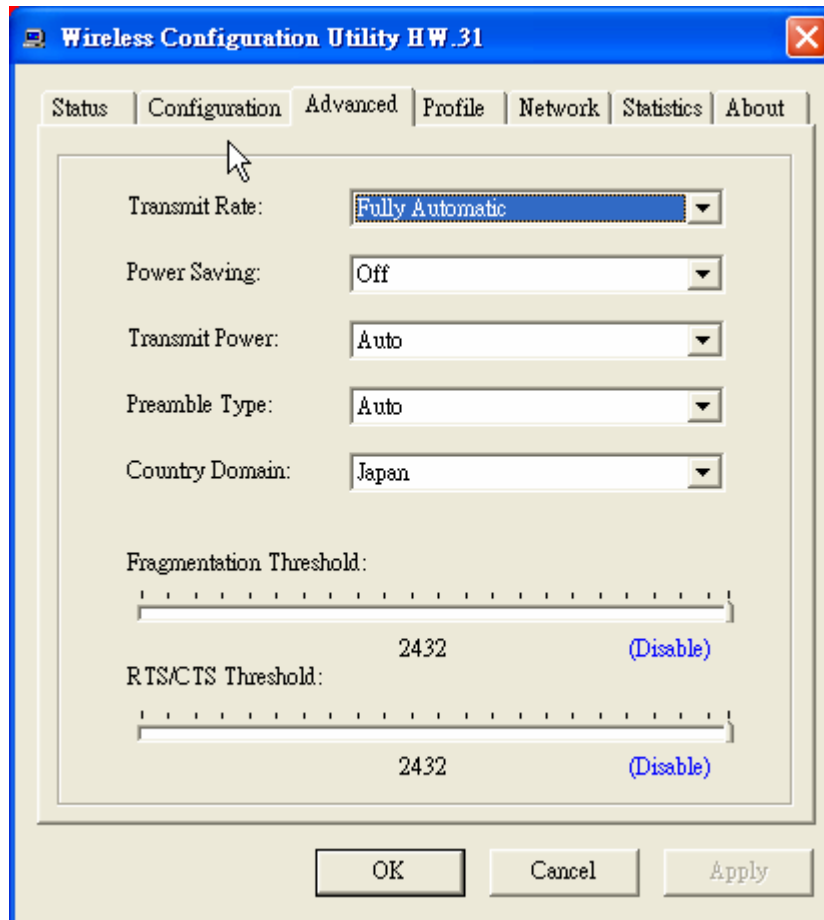 Wireless Configuration Utility HW.31
Status Configuration Advanced Profile Network Statistics About
Transmit Rate: Fully Automatic
Power Saving: Off
Transmit Power: Auto
Preamble Type: Auto
Country Domain: Japan
Fragmentation Threshold:
2432 (Disable)
RTS/CTS Threshold:
2432 (Disable)
OK Cancel Apply